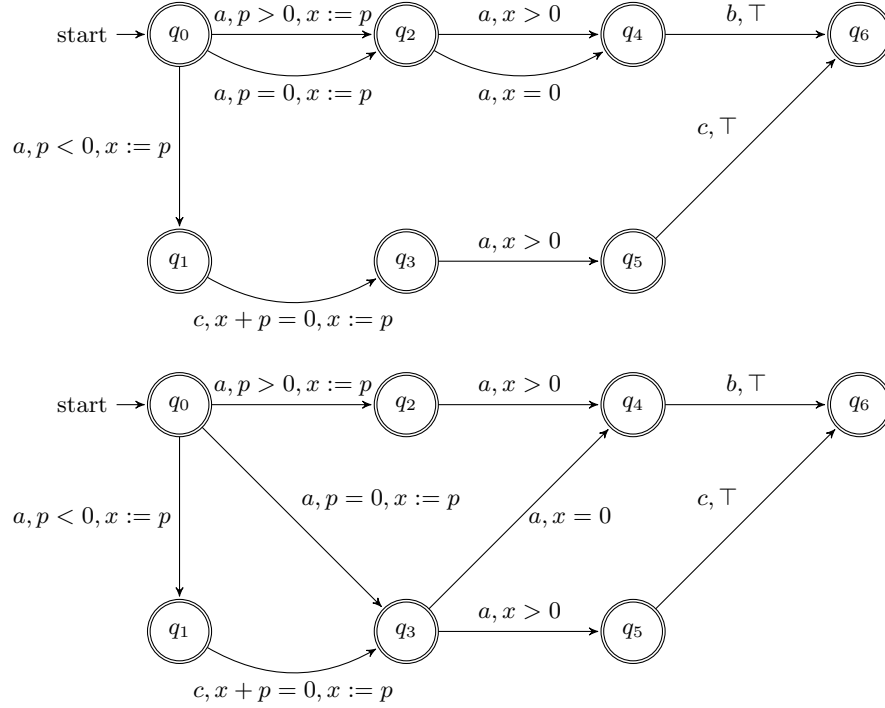 a, p > 0, x := p
a, x > 0
b, ⊤
start
q₀
q₂
q₄
q₆
a, p = 0, x := p
a, x = 0
c, ⊤
a, p < 0, x := p
a, x > 0
q₁
q₃
q₅
c, x + p = 0, x := p
a, p > 0, x := p
a, x > 0
b, ⊤
start
q₀
q₂
q₄
q₆
a, p = 0, x := p
c, ⊤
a, p < 0, x := p
a, x = 0
a, x > 0
q₁
q₃
q₅
c, x + p = 0, x := p